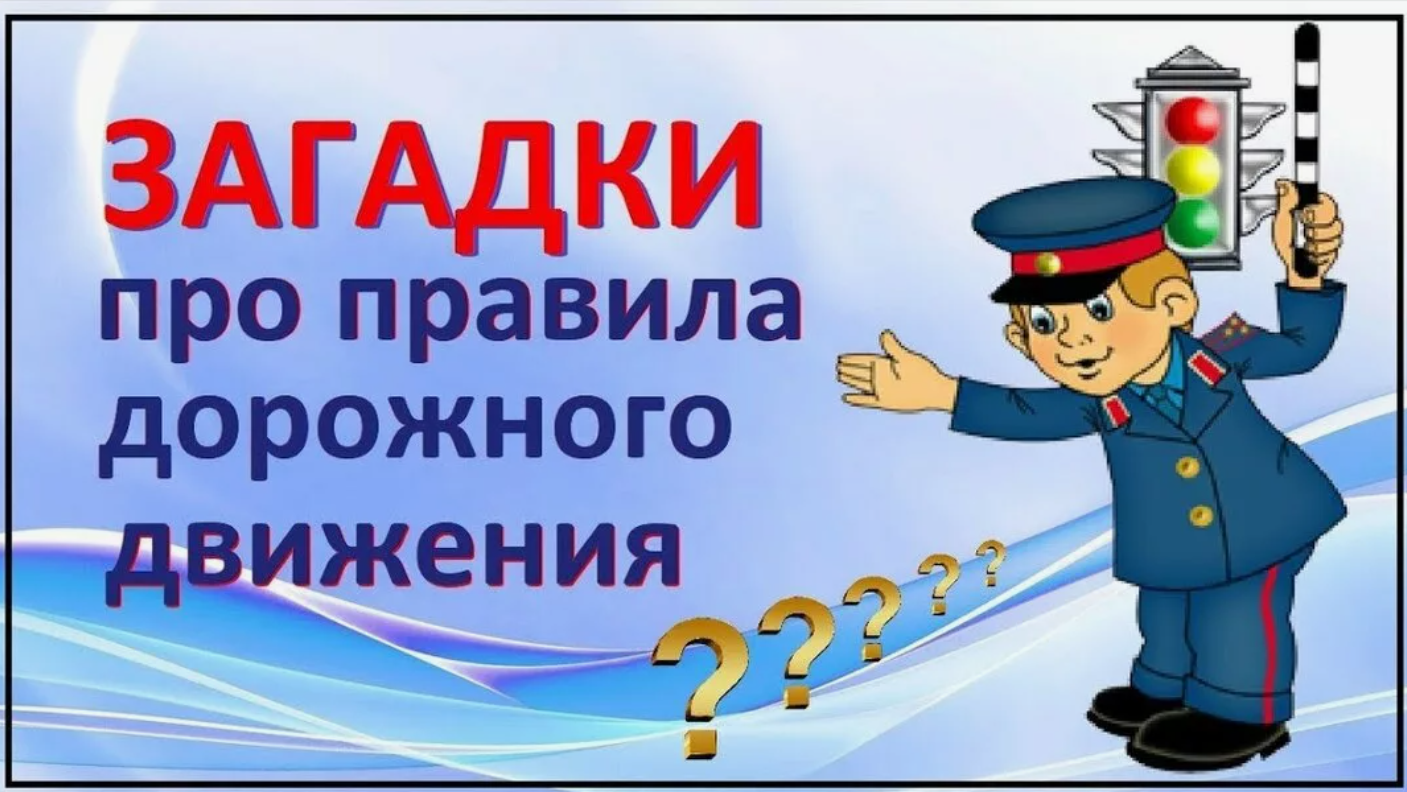 ЗАГАДКИ
про правила
дорожного
движения
?????